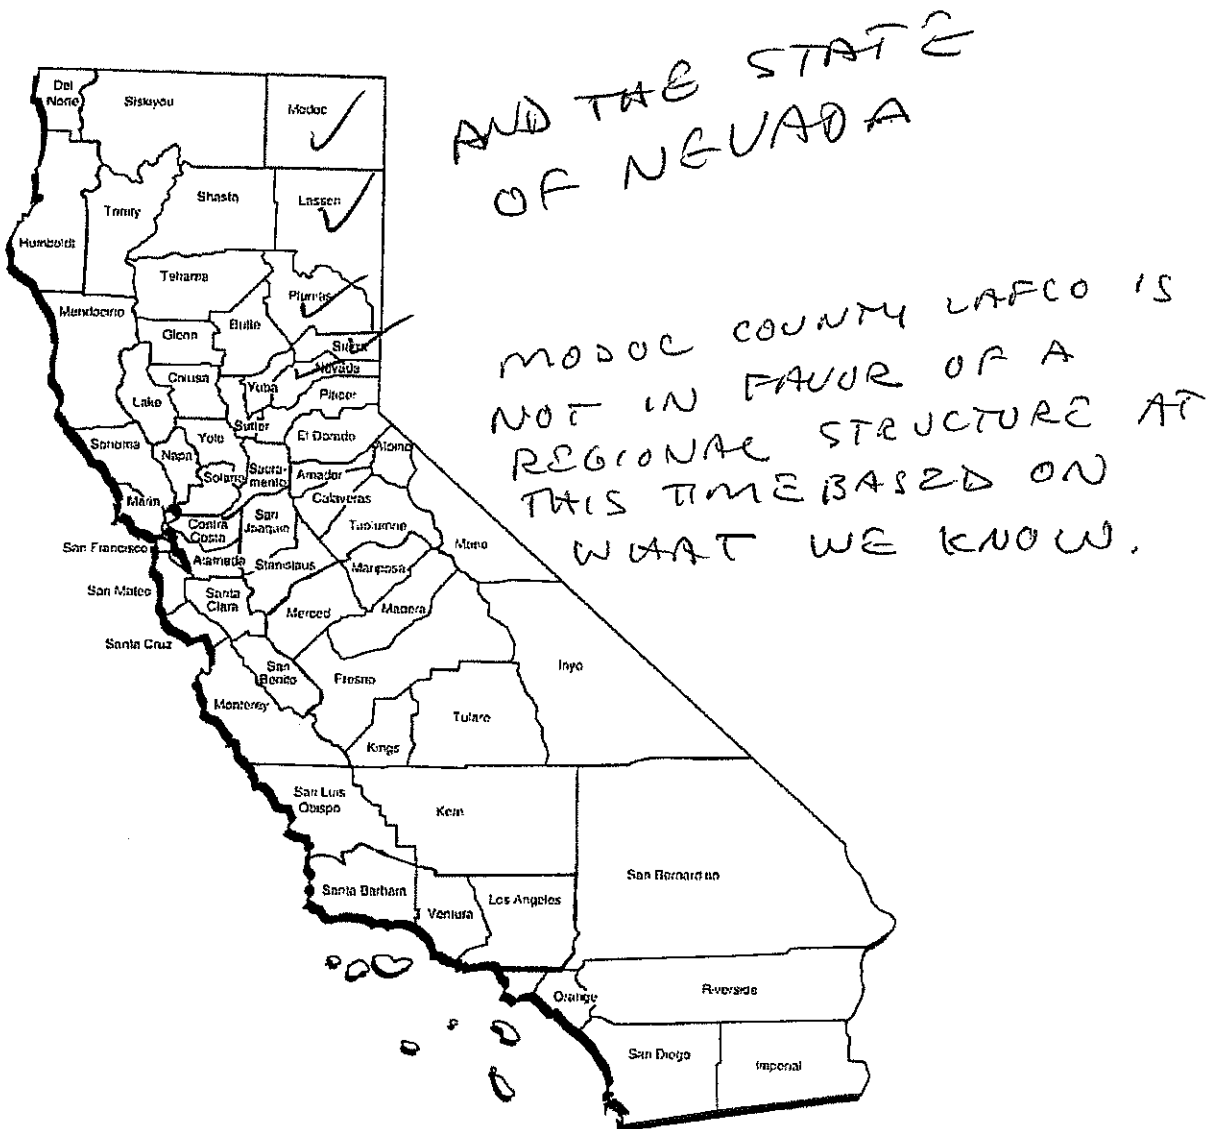 AND THE STATE
OF NEVADA
MODOC COUNTY LAFCO IS
NOT IN FAVOR OF A
REGIONAL STRUCTURE AT
THIS TIME BASED ON
WHAT WE KNOW.
Del
Norte
Siskiyou
Modoc
Trinity
Shasta
Lassen
Humboldt
Tehama
Plumas
Mendocino
Glenn
Butte
Sierra
Nevada
Colusa
Yuba
Placer
Lake
Sutter
Sonoma
Napa
Yolo
El Dorado
Alpine
Solano
Sacra-
mento
Amador
Calaveras
Marin
Contra
Costa
San
Joaquin
Tuolumne
Mono
San Francisco
Alameda
Stanislaus
Mariposa
San Mateo
Santa
Clara
Merced
Madera
Santa Cruz
San
Benito
Fresno
Inyo
Monterey
Kings
Tulare
San Luis
Obispo
Kern
San Bernardino
Santa Barbara
Ventura
Los Angeles
Orange
Riverside
San Diego
Imperial